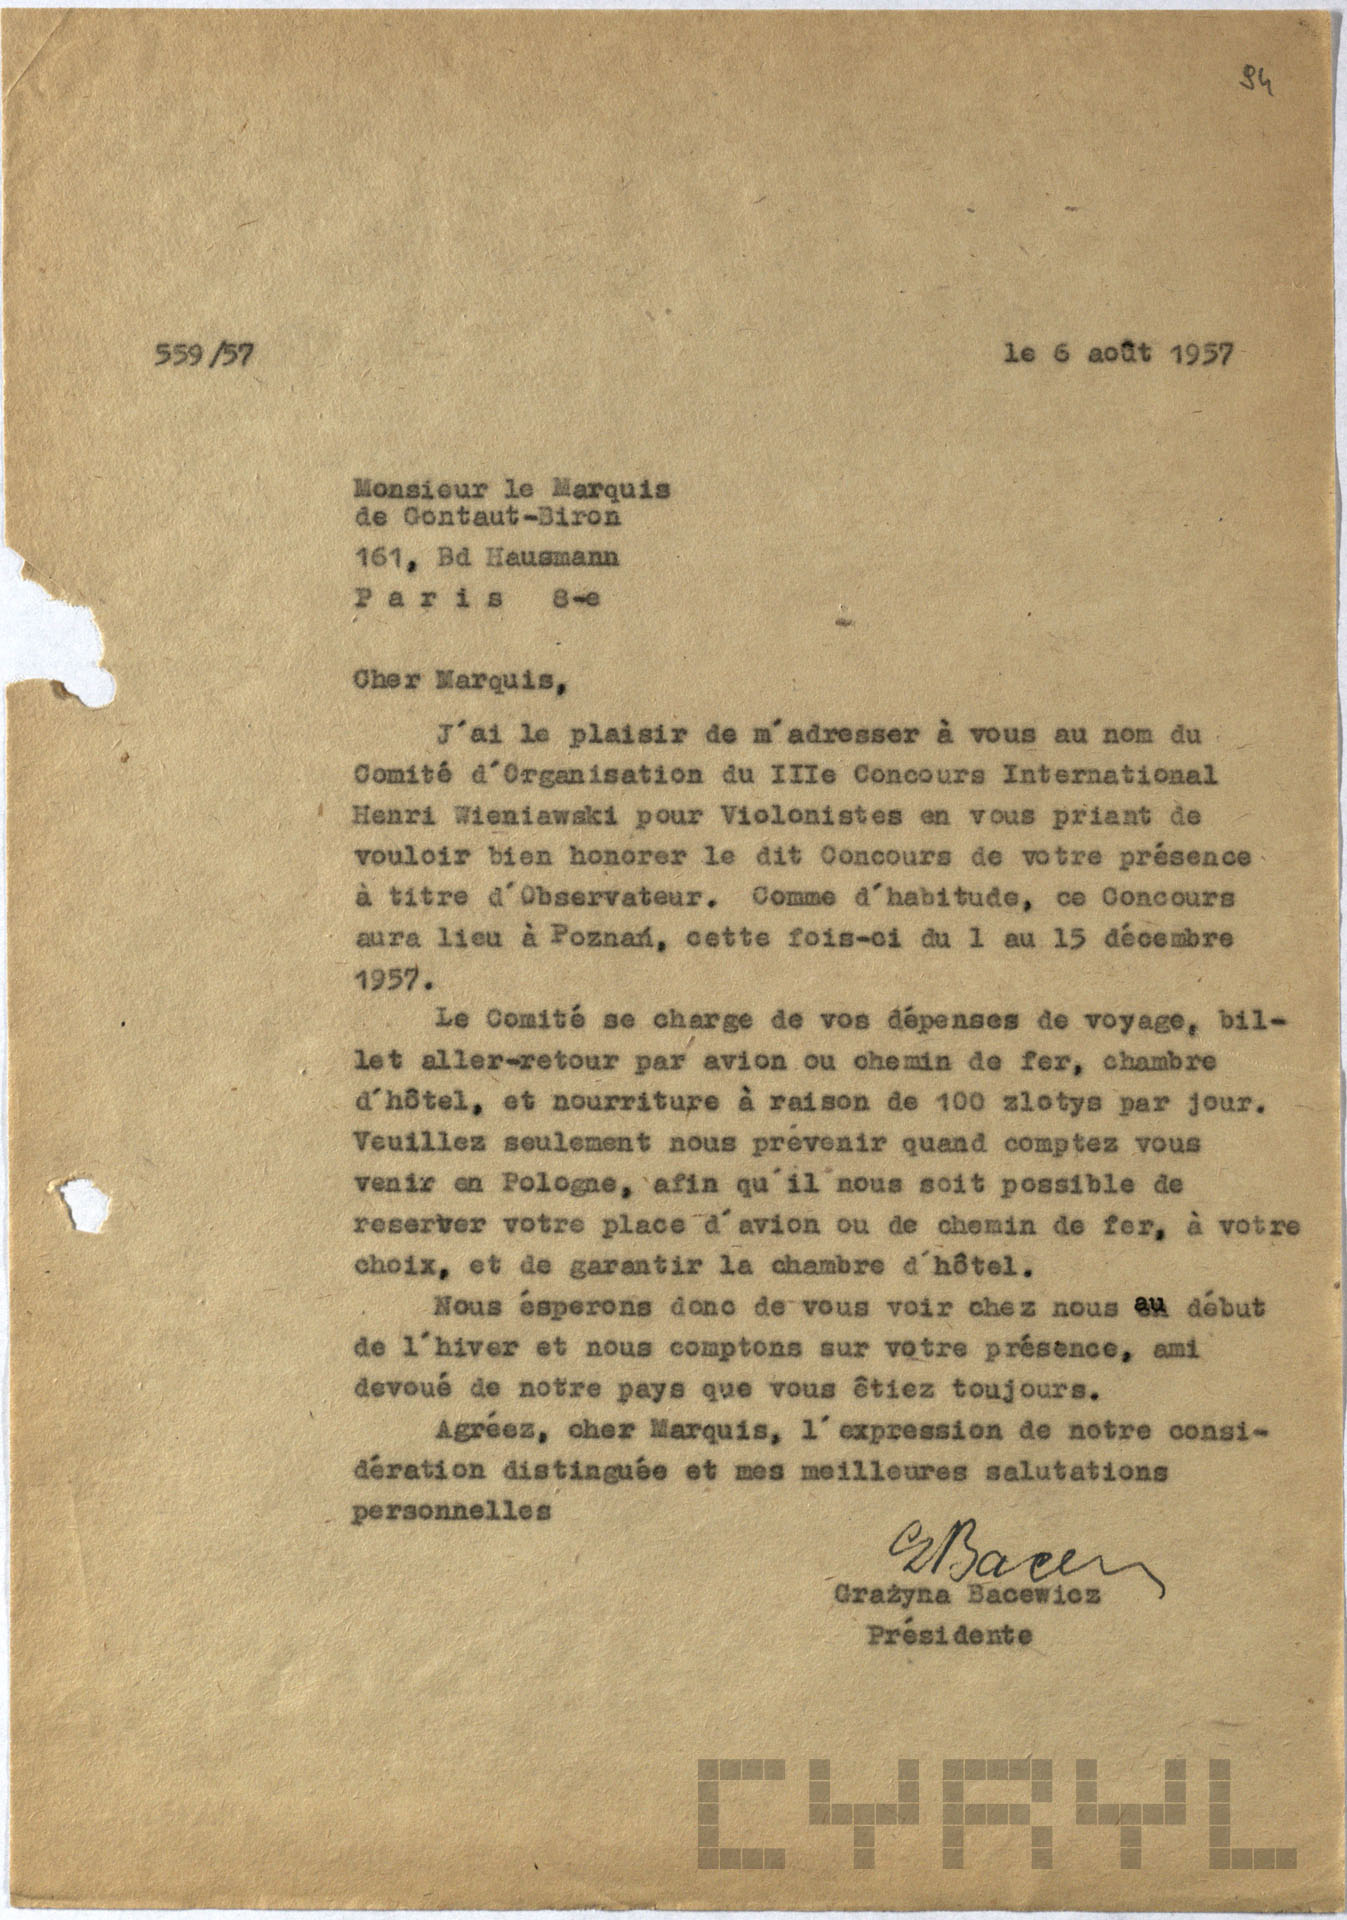 94
559/57
le 6 août 1957
Monsieur le Marquis
de Gontaut-Biron
161, Bd Hausmann
Paris 8-e
Cher Marquis,
J´ai le plaisir de m´adresser à vous au nom du
Comité d´Organisation du IIIe Concours International
Henri Wieniawski pour Violonistes en vous priant de
vouloir bien honorer le dit Concours de votre présence
à titre d´Observateur. Comme d´habitude, ce Concours
aura lieu à Poznań, cette fois-ci du 1 au 15 décembre
1957.
Le Comité se charge de vos dépenses de voyage, bil-
let aller-retour par avion ou chemin de fer, chambre
d´hôtel, et nourriture à raison de 100 zlotys par jour.
Veuillez seulement nous prévenir quand comptez vous
venir en Pologne, afin qu´il nous soit possible de
reserver votre place d´avion ou de chemin de fer, à votre
choix, et de garantir la chambre d´hôtel.
Nous ésperons donc de vous voir chez nous au début
de l´hiver et nous comptons sur votre présence, ami
devoué de notre pays que vous êtiez toujours.
Agréez, cher Marquis, l´expression de notre consi-
dération distinguée et mes meilleures salutations
personnelles
GBacew
Grażyna Bacewicz
Présidente
CYRYL